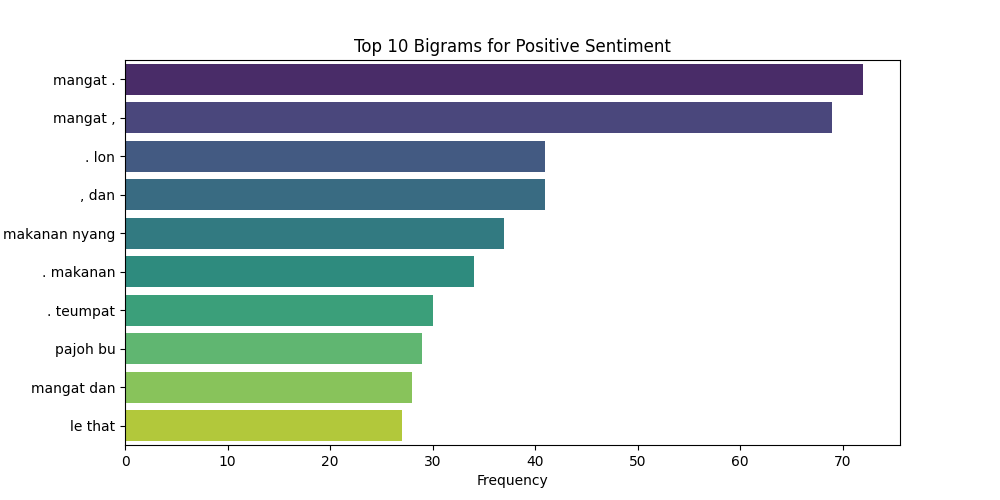 Top 10 Bigrams for Positive Sentiment
mangat .
mangat ,
. lon
, dan
makanan nyang
. makanan
. teumpat
pajoh bu
mangat dan
le that
0 10 20 30 40 50 60 70
Frequency